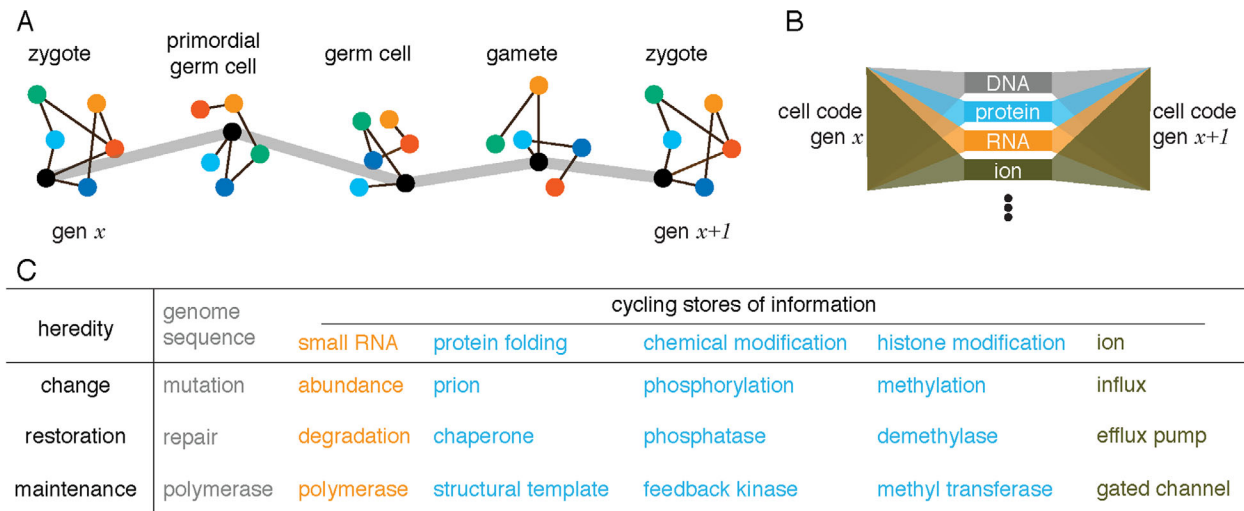 A
zygote
primordial
germ cell
germ cell
gamete
zygote
gen x
gen x+1
B
cell code
gen x
DNA
protein
RNA
ion
cell code
gen x+1
C
heredity
genome
sequence
cycling stores of information
small RNA protein folding chemical modification histone modification ion
change mutation abundance prion phosphorylation methylation influx
restoration repair degradation chaperone phosphatase demethylase efflux pump
maintenance polymerase polymerase structural template feedback kinase methyl transferase gated channel